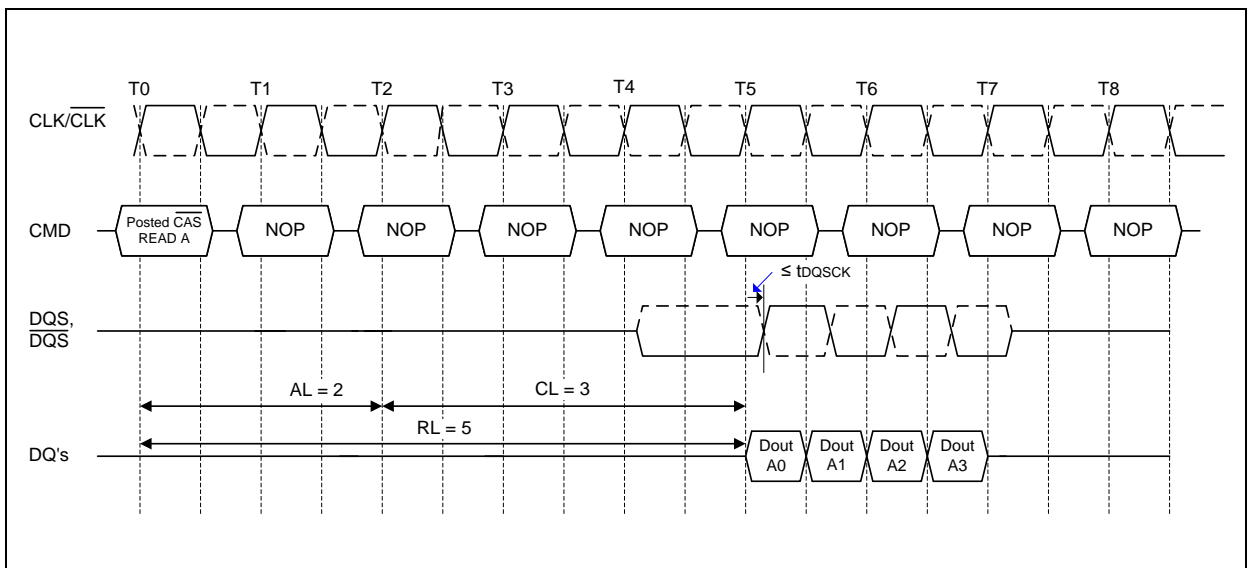 T0 T1 T2 T3 T4 T5 T6 T7 T8
CLK/CLK
CMD
Posted CAS
READ A
NOP NOP NOP NOP NOP NOP NOP NOP
≤ tDQSCK
DQS,
DQS
AL = 2 CL = 3
RL = 5
DQ's
Dout
A0
Dout
A1
Dout
A2
Dout
A3